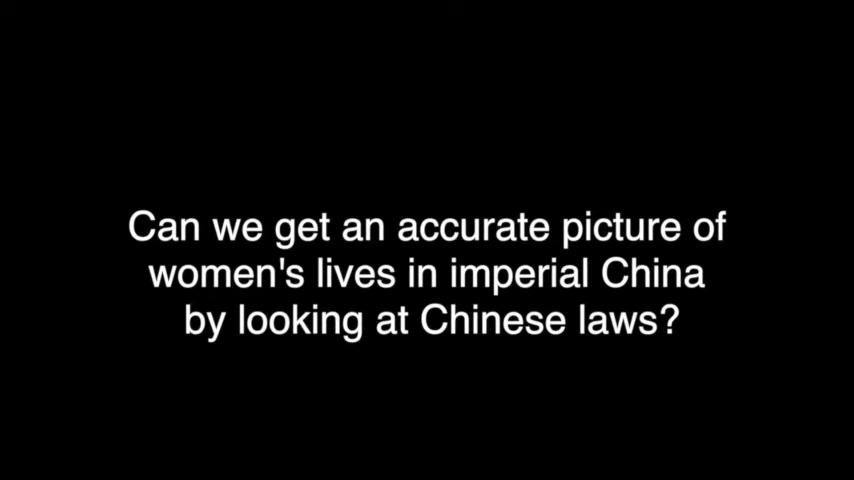 Can we get an accurate picture of
women's lives in imperial China
by looking at Chinese laws?